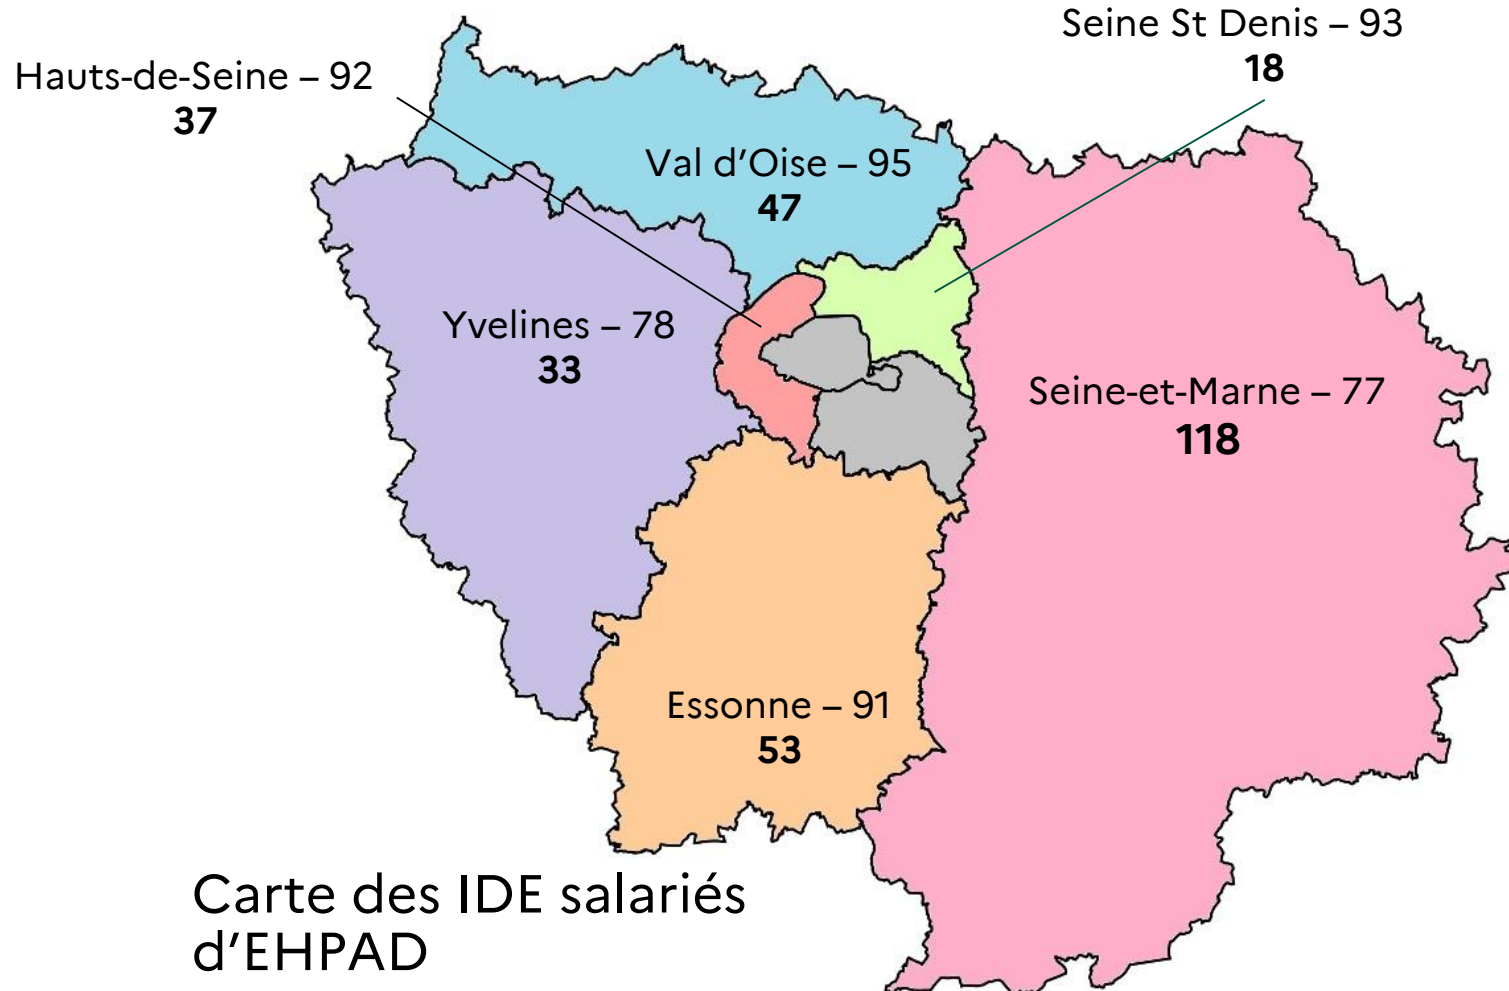 Seine St Denis – 93
18
Hauts-de-Seine – 92
37
Val d’Oise – 95
47
Yvelines – 78
33
Seine-et-Marne – 77
118
Essonne – 91
53
Carte des IDE salariés
d’EHPAD